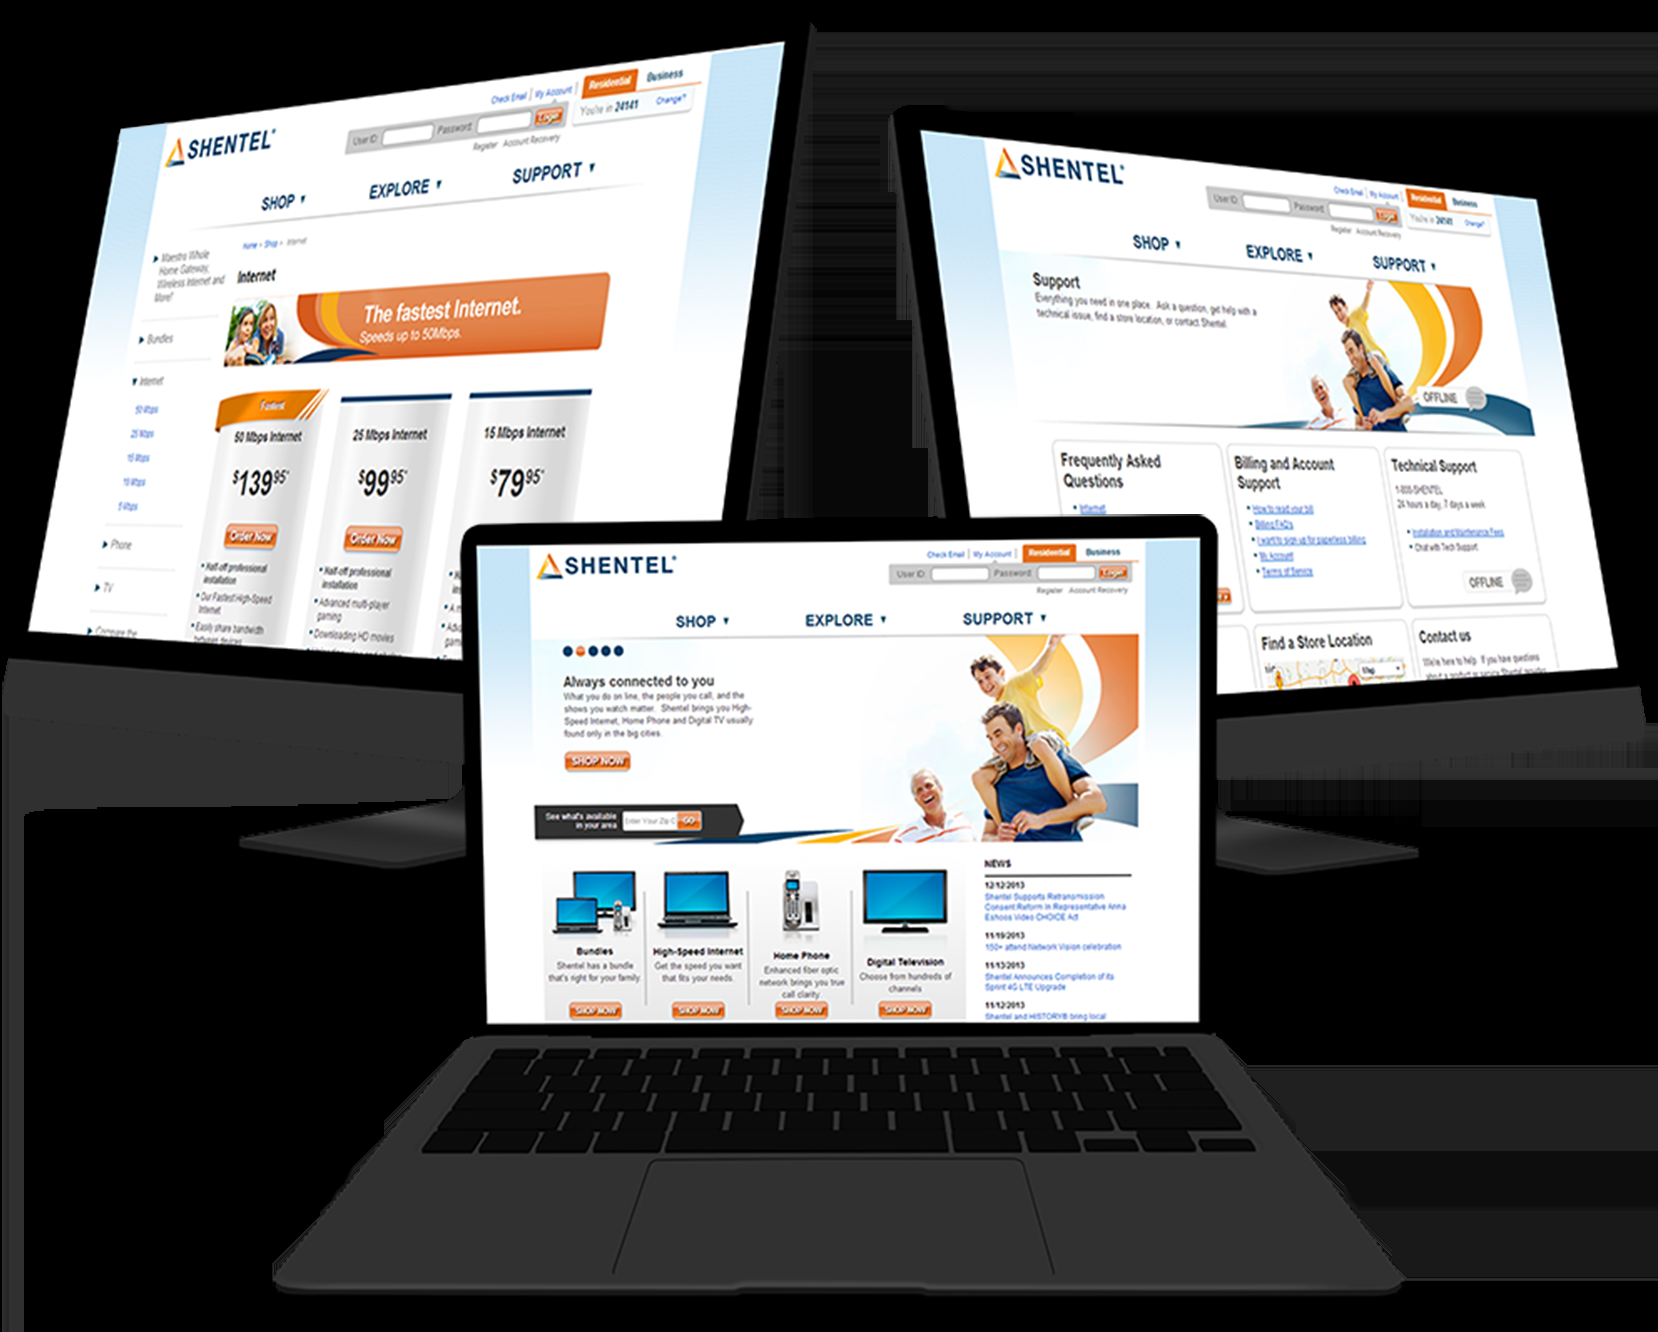 SHENTEL®
Check Email | My Account
Residential
Business
User ID:
Password:
Login
You're in 24141
Change?
Register Account Recovery
SHOP ▼
EXPLORE ▼
SUPPORT ▼
Home > Shop > Internet
Maestro Whole
Home Gateway,
Wireless Internet and
More?
Bundles
Internet
50 Mbps
25 Mbps
15 Mbps
10 Mbps
5 Mbps
Phone
TV
Compare the
Internet
The fastest Internet.
Speeds up to 50Mbps.
Fastest
50 Mbps Internet
$139.95*
Order Now
Half-off professional
installation
Our Fastest High-Speed
Internet
Easily share bandwidth
between devices
25 Mbps Internet
$99.95*
Order Now
Half-off professional
installation
Advanced multi-player
gaming
Downloading HD movies
15 Mbps Internet
$79.95*
SHENTEL®
Check Email | My Account
Residential
Business
User ID:
Password:
Login
You're in 24141
Change?
Register Account Recovery
SHOP ▼
EXPLORE ▼
SUPPORT ▼
Support
Everything you need in one place. Ask a question, get help with a
technical issue, find a store location, or contact Shentel.
OFFLINE
Frequently Asked
Questions
Internet
Billing and Account
Support
How to read your bill
Billing FAQ's
I want to sign up for paperless billing
My Account
Terms of Service
Technical Support
1-800-SHENTEL
24 hours a day, 7 days a week
Installation and Maintenance Fees
Chat with Tech Support
OFFLINE
Find a Store Location
Map
Contact us
We're here to help. If you have questions
about a product or service Shentel provides
SHENTEL®
Check Email | My Account
Residential
Business
User ID:
Password:
Login
Register Account Recovery
SHOP ▼
EXPLORE ▼
SUPPORT ▼
Always connected to you
What you do on line, the people you call, and the
shows you watch matter. Shentel brings you High-
Speed Internet, Home Phone and Digital TV usually
found only in the big cities.
SHOP NOW
See what's available
in your area
Enter Your Zip C
GO
Bundles
Shentel has a bundle
that's right for your family.
SHOP NOW
High-Speed Internet
Get the speed you want
that fits your needs.
SHOP NOW
Home Phone
Enhanced fiber optic
network brings you true
call clarity.
SHOP NOW
Digital Television
Choose from hundreds of
channels
SHOP NOW
NEWS
12/12/2013
Shentel Supports Retransmission
Consent Reform In Representative Anna
Eshoos Video CHOICE Act
11/19/2013
100+ attend Network Vision celebration
11/13/2013
Shentel Announces Completion of its
Sprint 4G LTE Upgrade
11/12/2013
Shentel and HISTORY® bring local